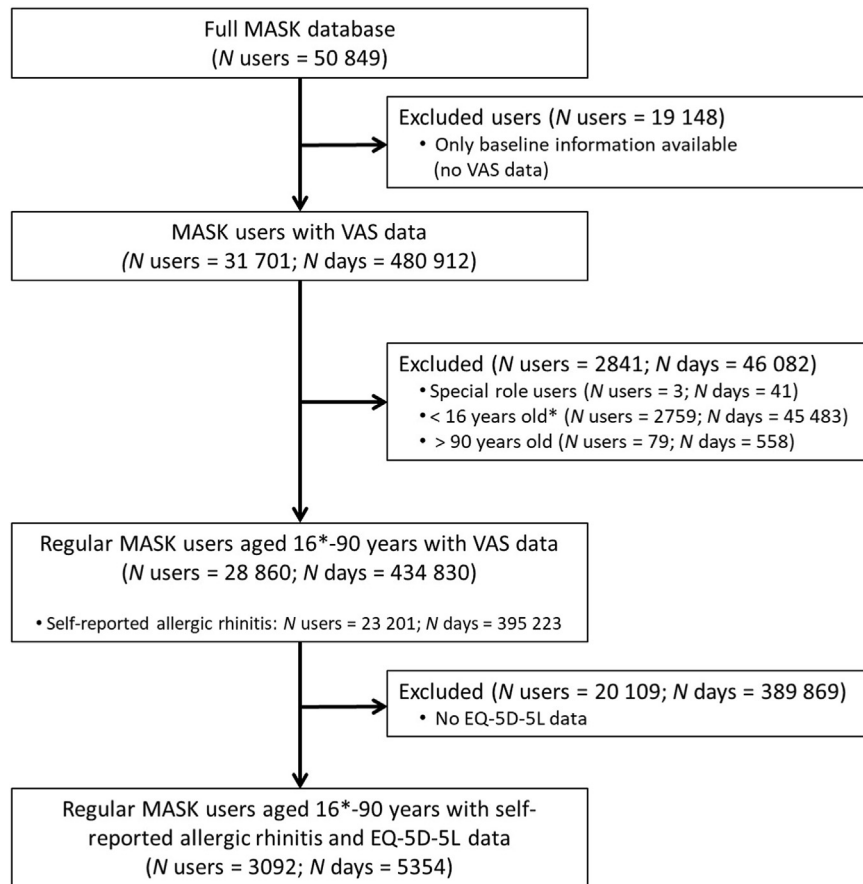 Full MASK database
(N users = 50 849)
Excluded users (N users = 19 148)
• Only baseline information available
(no VAS data)
MASK users with VAS data
(N users = 31 701; N days = 480 912)
Excluded (N users = 2841; N days = 46 082)
• Special role users (N users = 3; N days = 41)
• < 16 years old* (N users = 2759; N days = 45 483)
• > 90 years old (N users = 79; N days = 558)
Regular MASK users aged 16*-90 years with VAS data
(N users = 28 860; N days = 434 830)
• Self-reported allergic rhinitis: N users = 23 201; N days = 395 223
Excluded (N users = 20 109; N days = 389 869)
• No EQ-5D-5L data
Regular MASK users aged 16*-90 years with self-
reported allergic rhinitis and EQ-5D-5L data
(N users = 3092; N days = 5354)